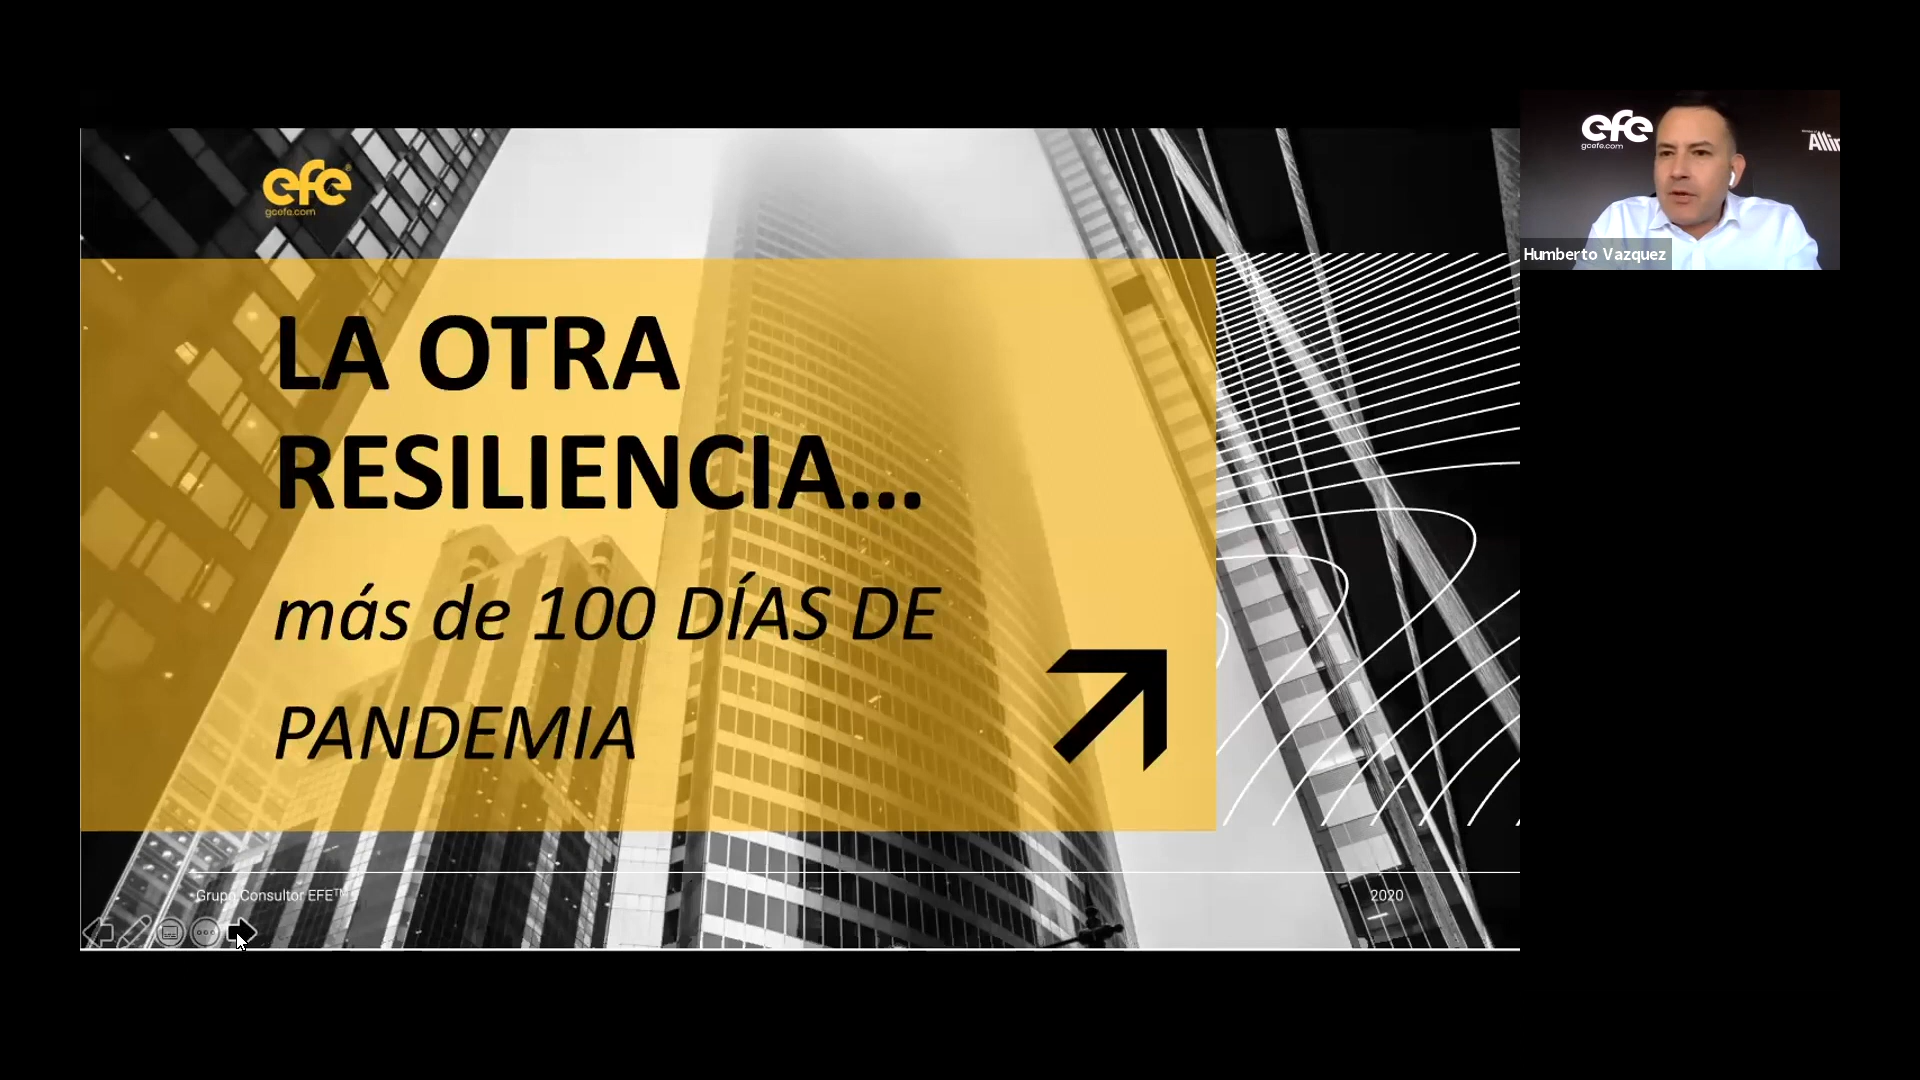 efe
gcefe.com
LA OTRA
RESILIENCIA...
más de 100 DÍAS DE
PANDEMIA
Grupo Consultor EFE™
2020
efe
gcefe.com
Humberto Vazquez